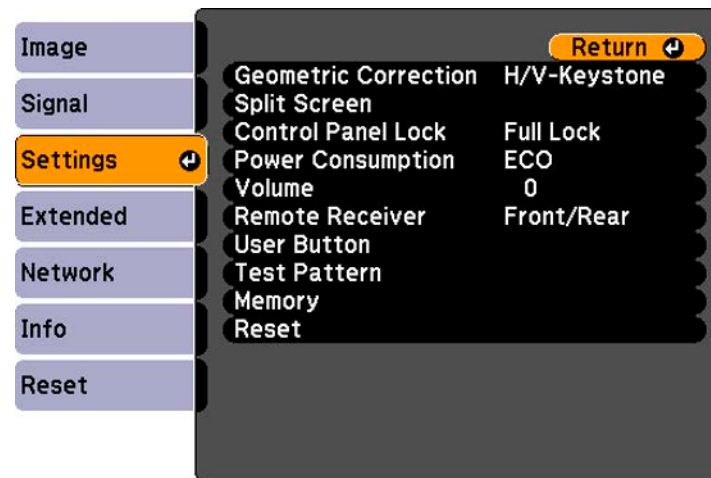 Image
Signal
Settings
Extended
Network
Info
Reset
Return
Geometric Correction H/V-Keystone
Split Screen
Control Panel Lock Full Lock
Power Consumption ECO
Volume 0
Remote Receiver Front/Rear
User Button
Test Pattern
Memory
Reset